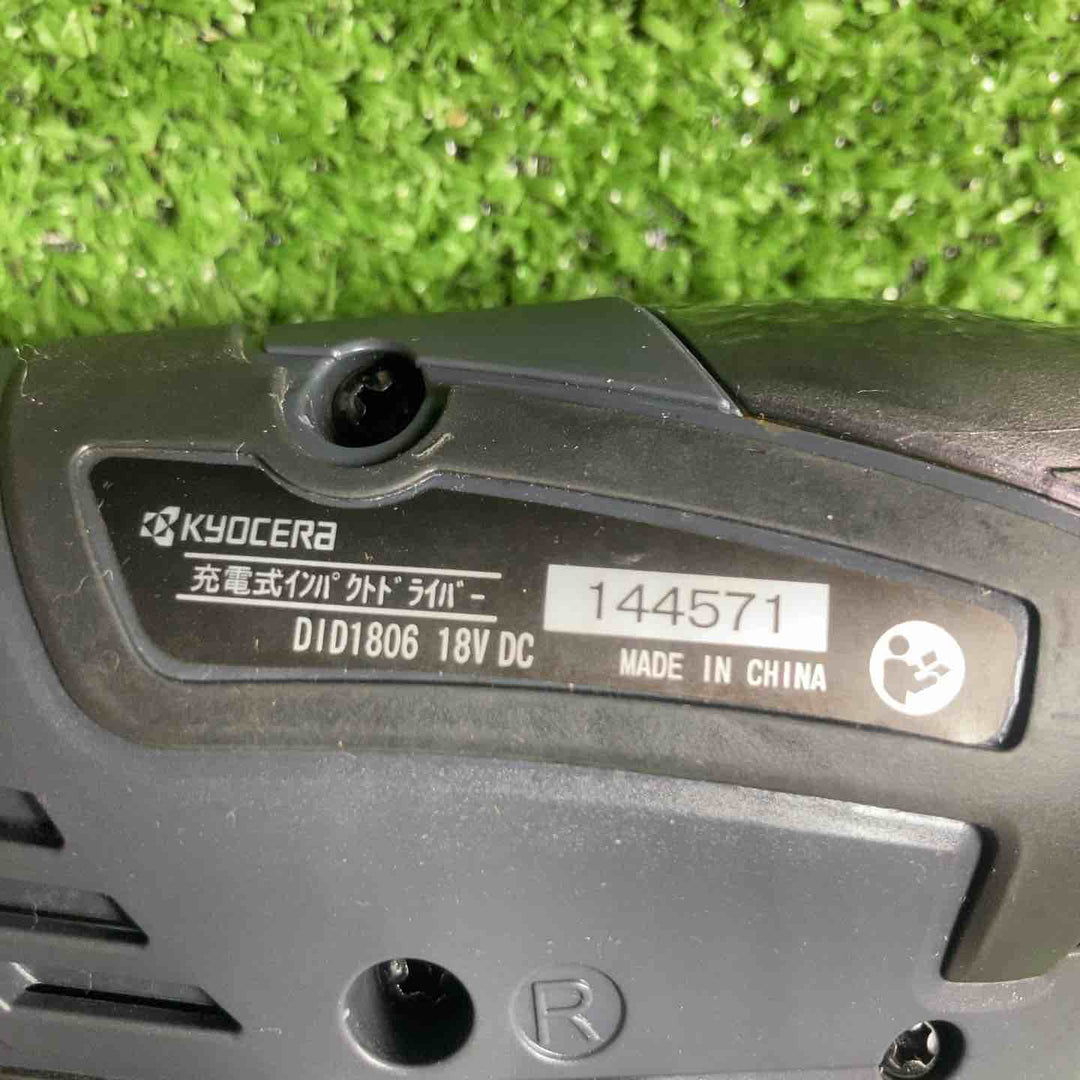 KYOCERA
充電式ｲﾝﾊﾟｸﾄﾄﾞﾗｲﾊﾞｰ
144571
DID1806 18V DC
MADE IN CHINA
R